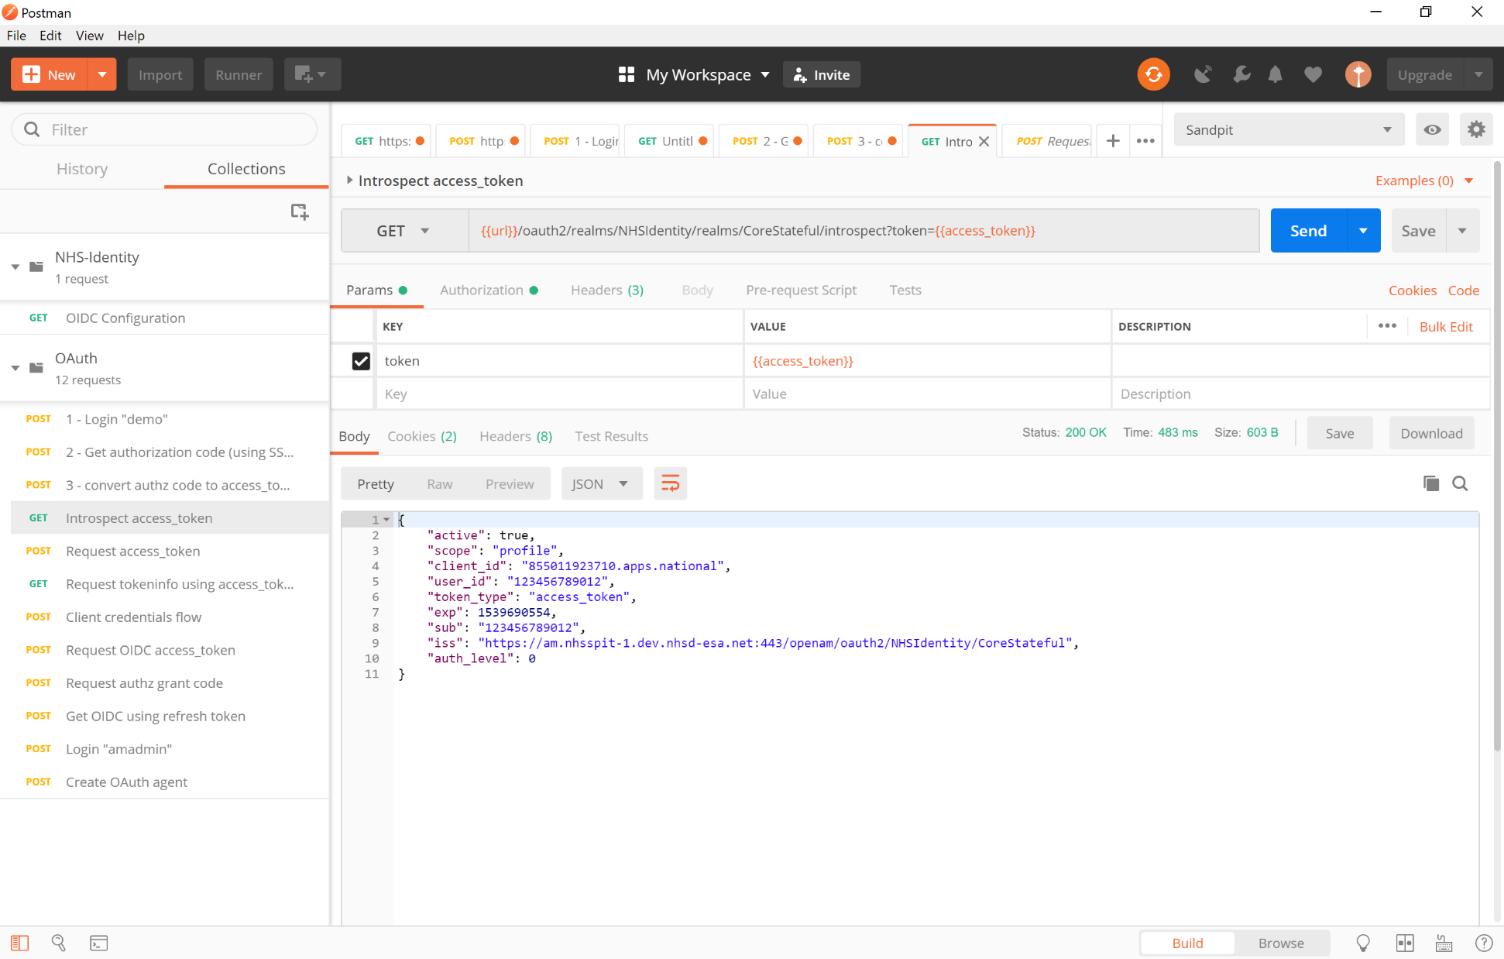 Postman
File Edit View Help
New Import Runner My Workspace Invite Upgrade
Filter
History Collections
NHS-Identity
1 request
GET OIDC Configuration
OAuth
12 requests
POST 1 - Login "demo"
POST 2 - Get authorization code (using SS...
POST 3 - convert authz code to access_to...
GET Introspect access_token
POST Request access_token
GET Request tokeninfo using access_tok...
POST Client credentials flow
POST Request OIDC access_token
POST Request authz grant code
POST Get OIDC using refresh token
POST Login "amadmin"
POST Create OAuth agent
GET https: POST http POST 1 - Login GET Untitl POST 2 - G POST 3 - c GET Intro POST Reques Sandpit
Introspect access_token Examples (0)
GET {{url}}/oauth2/realms/NHSIdentity/realms/CoreStateful/introspect?token={{access_token}} Send Save
Params Authorization Headers (3) Body Pre-request Script Tests Cookies Code
KEY VALUE DESCRIPTION Bulk Edit
token {{access_token}}
Key Value Description
Body Cookies (2) Headers (8) Test Results Status: 200 OK Time: 483 ms Size: 603 B Save Download
Pretty Raw Preview JSON
1 {
2 "active": true,
3 "scope": "profile",
4 "client_id": "855011923710.apps.national",
5 "user_id": "123456789012",
6 "token_type": "access_token",
7 "exp": 1539690554,
8 "sub": "123456789012",
9 "iss": "https://am.nhsspit-1.dev.nhsd-esa.net:443/openam/oauth2/NHSIdentity/CoreStateful",
10 "auth_level": 0
11 }
Build Browse